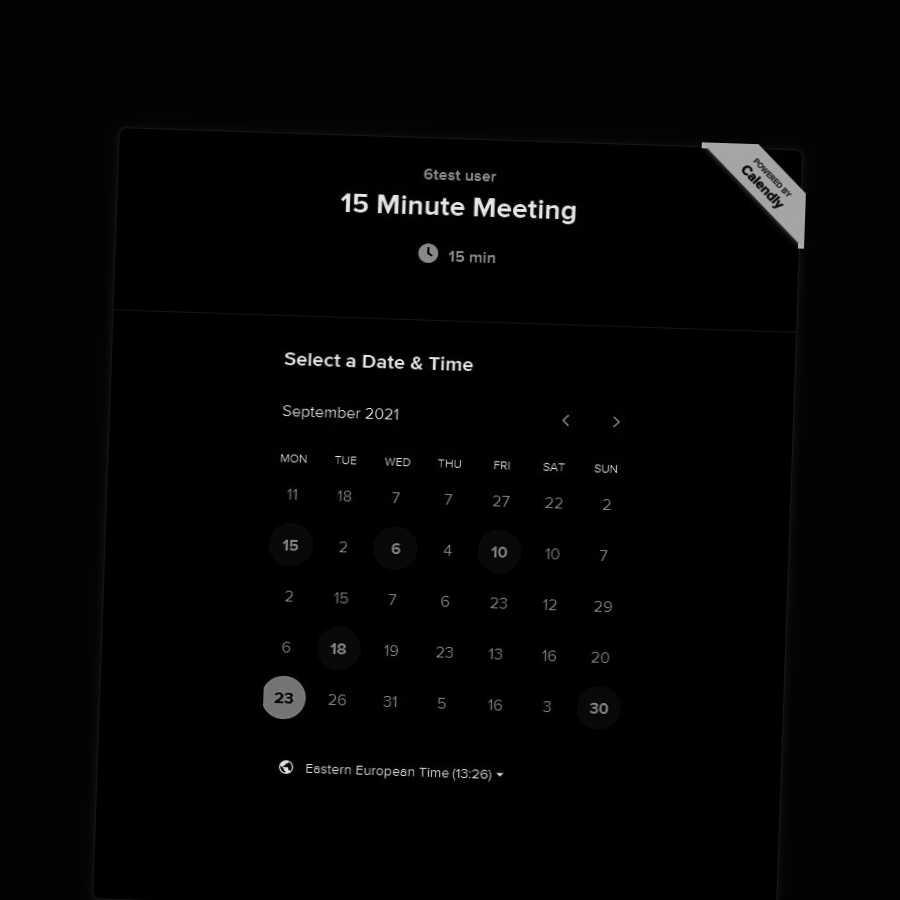 POWERED BY
Calendly
6test user
15 Minute Meeting
15 min
Select a Date & Time
September 2021
MON TUE WED THU FRI SAT SUN
11 18 7 7 27 22 2
15 2 6 4 10 10 7
2 15 7 6 23 12 29
6 18 19 23 13 16 20
23 26 31 5 16 3 30
Eastern European Time (13:26)